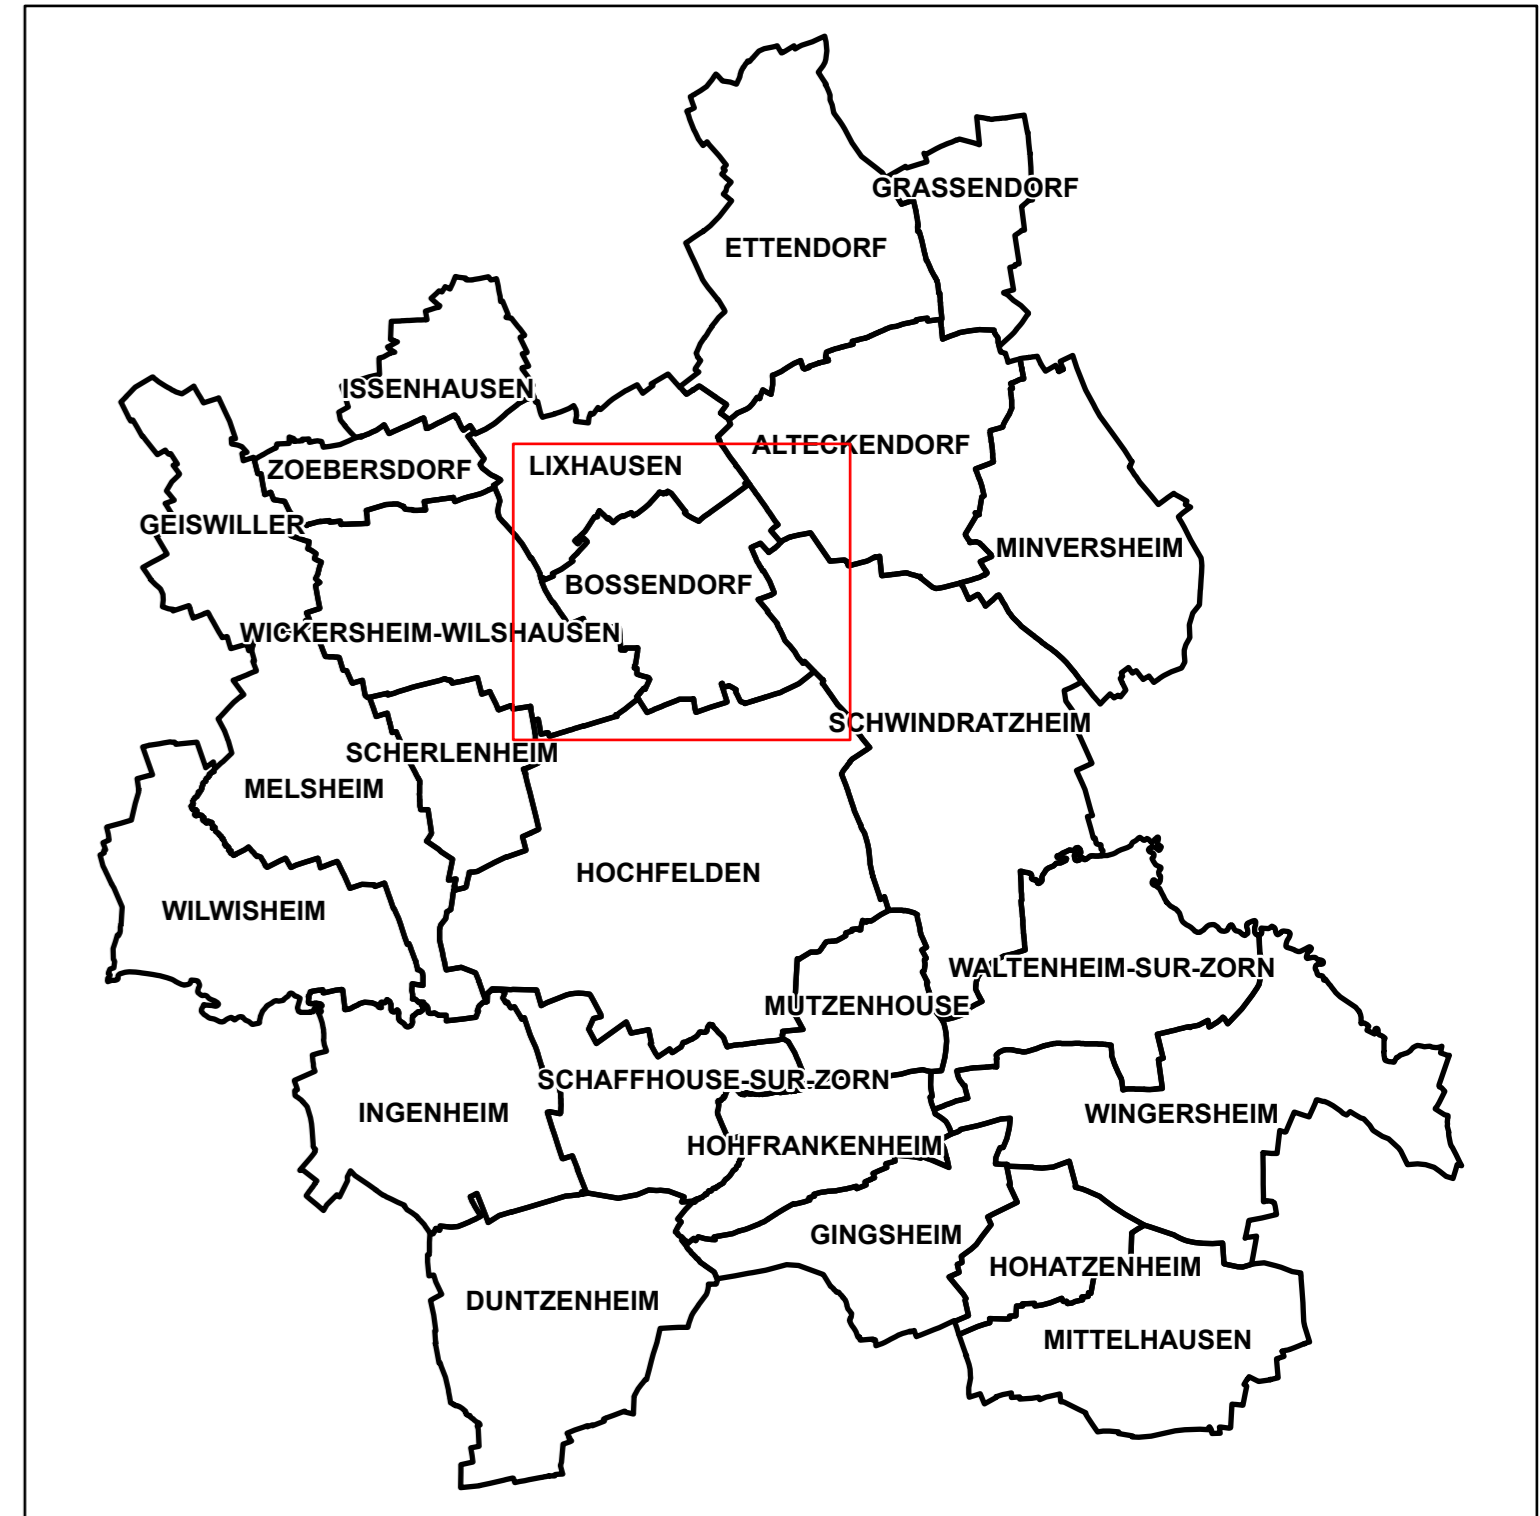 GRASSENDORF
ETTENDORF
ISSENHAUSEN
ALTECKENDORF
LIXHAUSEN
ZOEBERSDORF
GEISWILLER
MINVERSHEIM
BOSSENDORF
WICKERSHEIM-WILSHAUSEN
SCHWINDRATZHEIM
SCHERLENHEIM
MELSHEIM
HOCHFELDEN
WILWISHEIM
WALTENHEIM-SUR-ZORN
MUTZENHOUSE
SCHAFFHOUSE-SUR-ZORN
INGENHEIM
WINGERSHEIM
HOHFRANKENHEIM
GINGSHEIM
HOHATZENHEIM
DUNTZENHEIM
MITTELHAUSEN